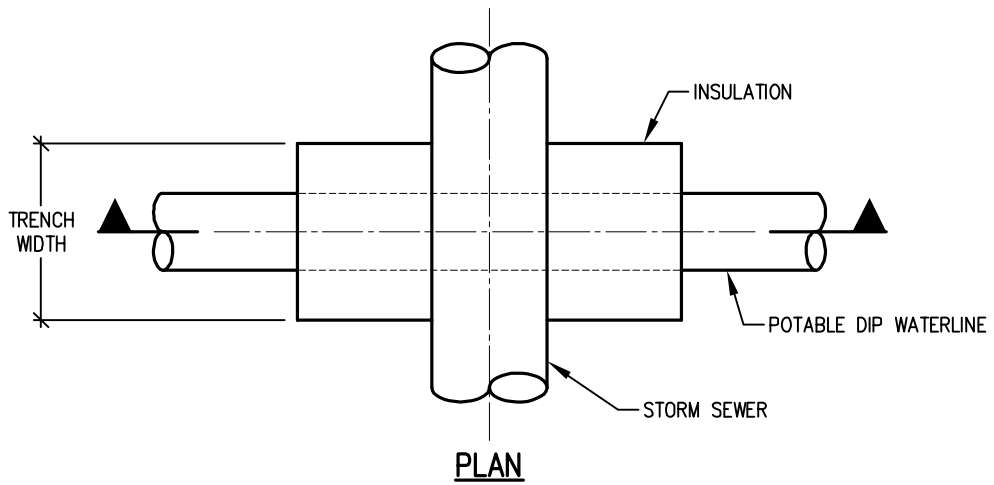 INSULATION
TRENCH
WIDTH
POTABLE DIP WATERLINE
STORM SEWER
PLAN